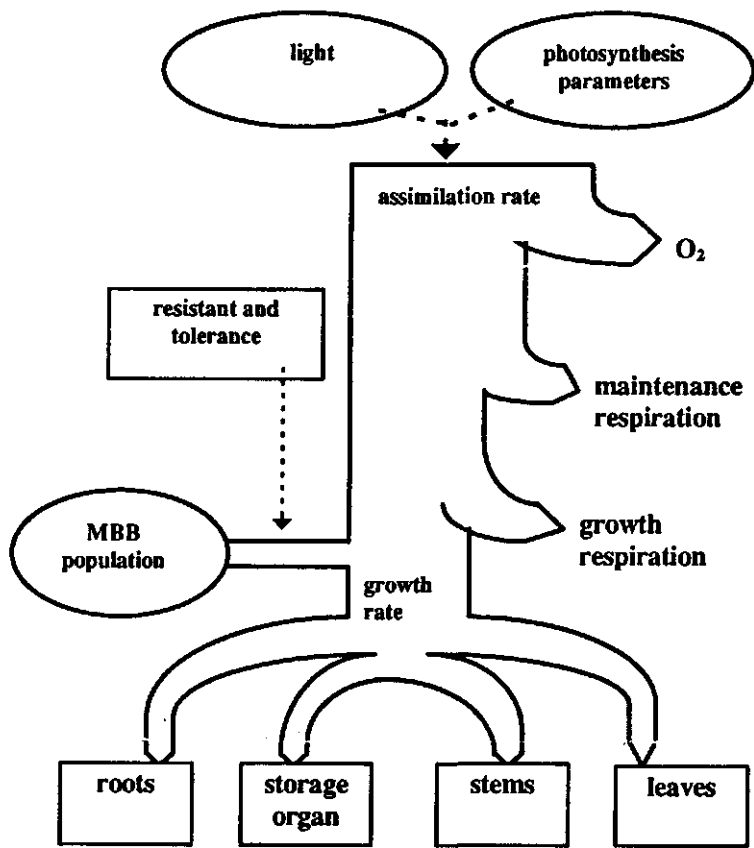 light
photosynthesis
parameters
assimilation rate
O₂
resistant and
tolerance
maintenance
respiration
MBB
population
growth
respiration
growth
rate
roots
storage
organ
stems
leaves